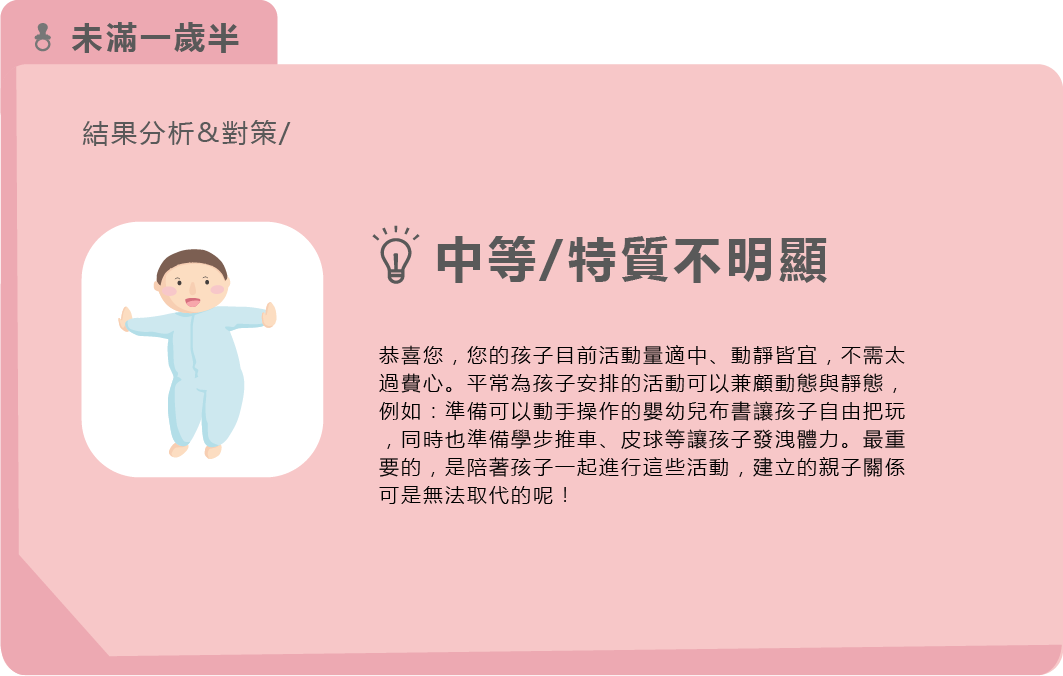 未滿一歲半
結果分析&對策/
中等/特質不明顯
恭喜您，您的孩子目前活動量適中、動靜皆宜，不需太
過費心。平常為孩子安排的活動可以兼顧動態與靜態，
例如：準備可以動手操作的嬰幼兒布書讓孩子自由把玩
，同時也準備學步推車、皮球等讓孩子發洩體力。最重
要的，是陪著孩子一起進行這些活動，建立的親子關係
可是無法取代的呢！